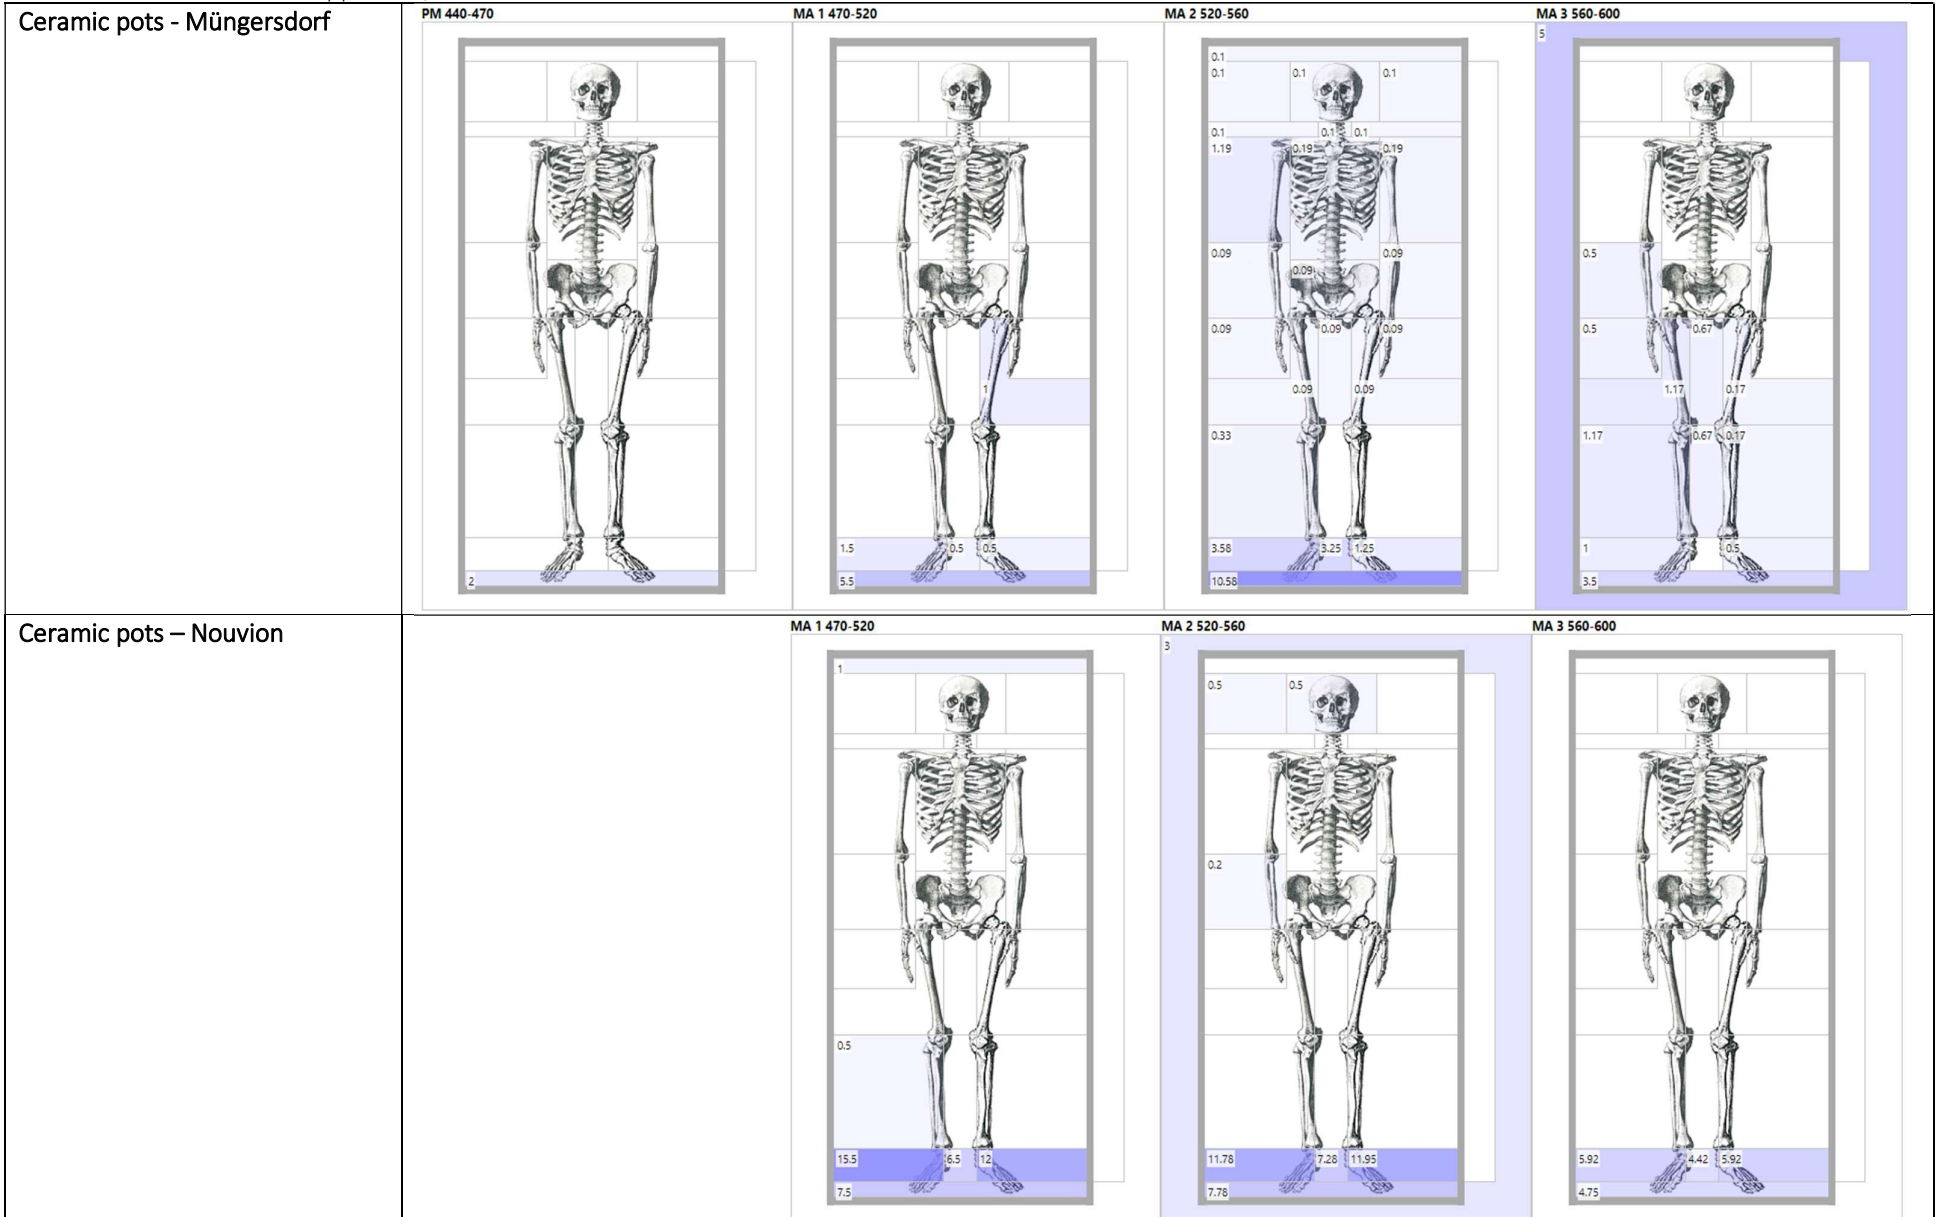 Ceramic pots - Müngersdorf
PM 440-470
MA 1 470-520
MA 2 520-560
MA 3 560-600
2
1
1.5 0.5 0.5
5.5
0.1
0.1 0.1 0.1
0.1 0.1 0.1
1.19 0.19 0.19
0.09 0.09
0.09
0.09 0.09 0.09
0.09 0.09
0.33
3.58 3.25 1.25
10.58
5
0.5
0.5 0.67
1.17 0.17
1.17 0.67 0.17
1 0.5
3.5
Ceramic pots – Nouvion
MA 1 470-520
MA 2 520-560
MA 3 560-600
1
0.5
15.5 6.5 12
7.5
3
0.5 0.5
0.2
11.78 7.28 11.95
7.78
5.92 4.42 5.92
4.75